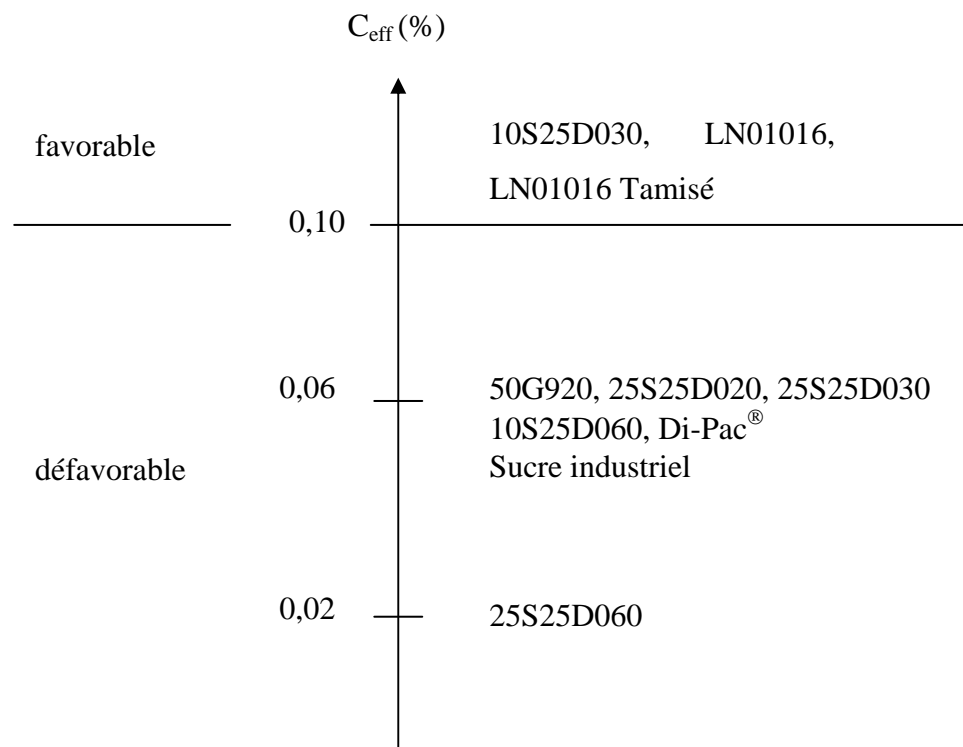 C_eff (%)
favorable
10S25D030, LN01016,
LN01016 Tamisé
0,10
0,06
50G920, 25S25D020, 25S25D030
10S25D060, Di-Pac®
Sucre industriel
défavorable
0,02
25S25D060